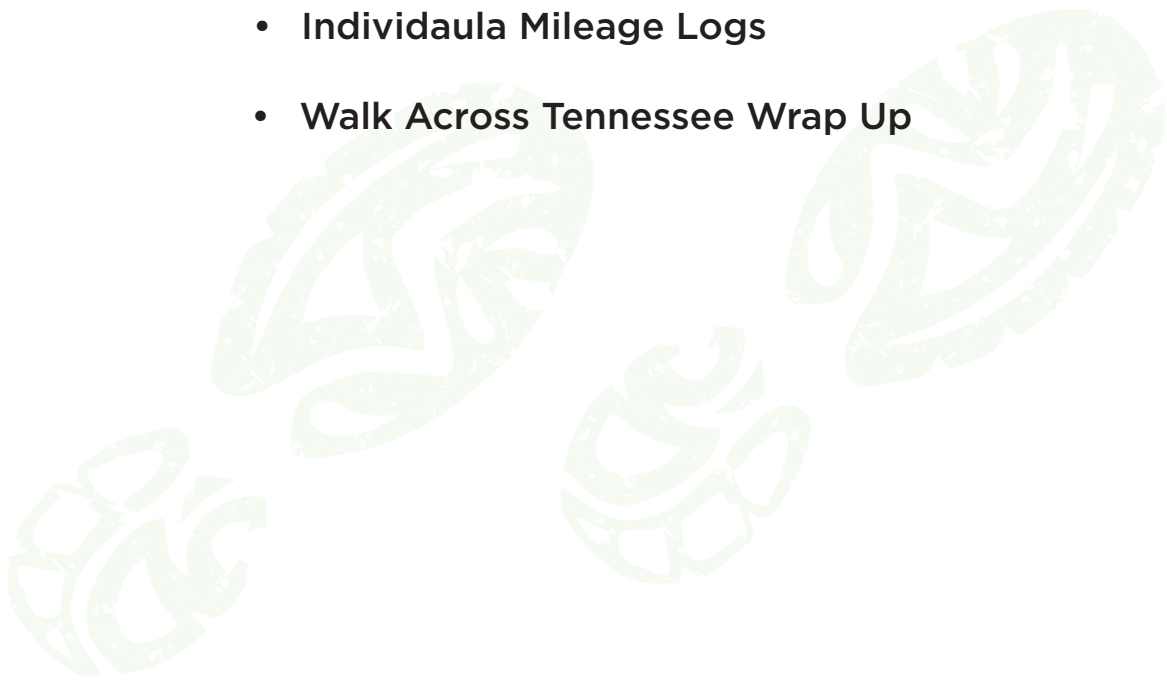 • Individaula Mileage Logs
• Walk Across Tennessee Wrap Up